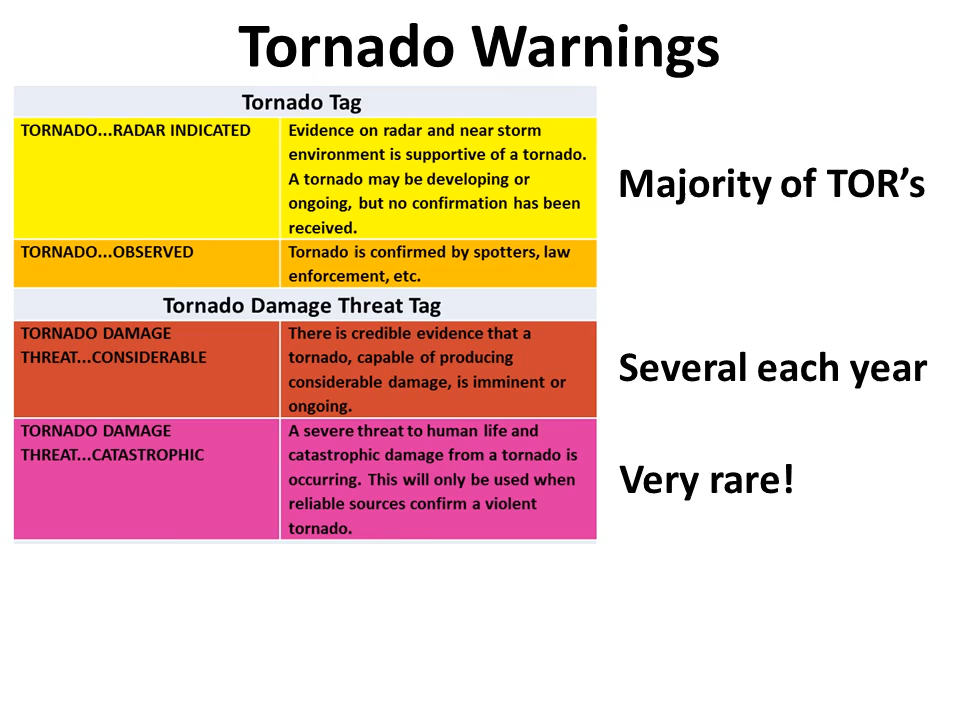 Tornado Warnings
Tornado Tag
TORNADO...RADAR INDICATED
Evidence on radar and near storm
environment is supportive of a tornado.
A tornado may be developing or
ongoing, but no confirmation has been
received.
Majority of TOR’s
TORNADO...OBSERVED
Tornado is confirmed by spotters, law
enforcement, etc.
Tornado Damage Threat Tag
TORNADO DAMAGE
THREAT...CONSIDERABLE
There is credible evidence that a
tornado, capable of producing
considerable damage, is imminent or
ongoing.
Several each year
TORNADO DAMAGE
THREAT...CATASTROPHIC
A severe threat to human life and
catastrophic damage from a tornado is
occurring. This will only be used when
reliable sources confirm a violent
tornado.
Very rare!